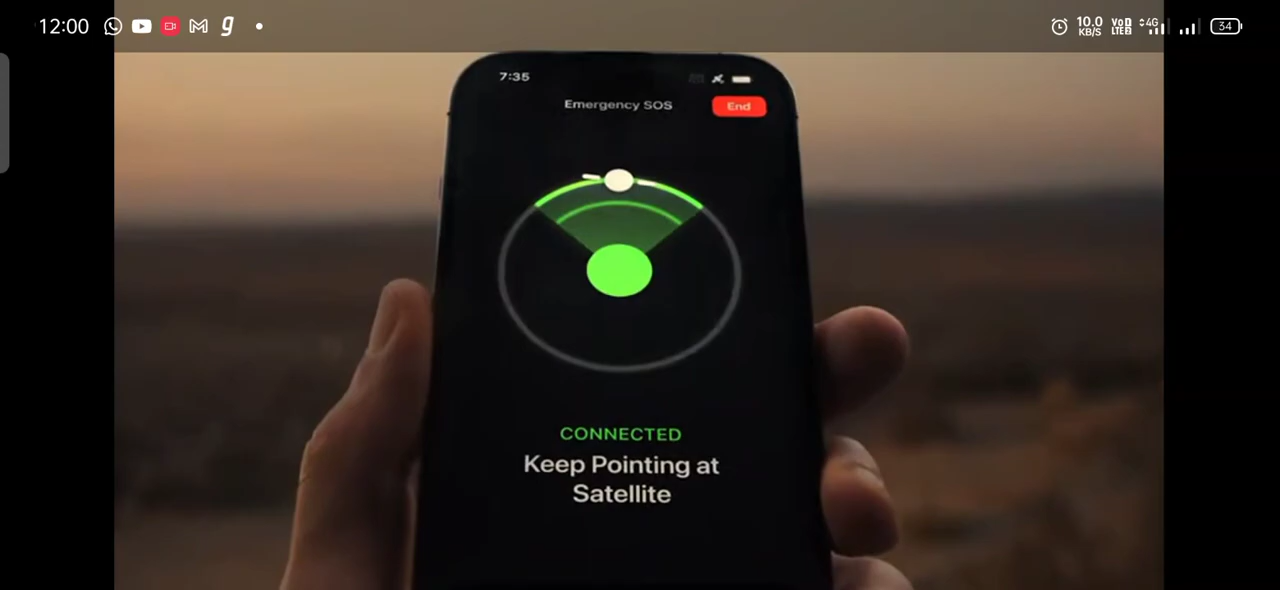 12:00
10.0
KB/S
Vo
LTE
4G
34
7:35
Emergency SOS
End
CONNECTED
Keep Pointing at
Satellite